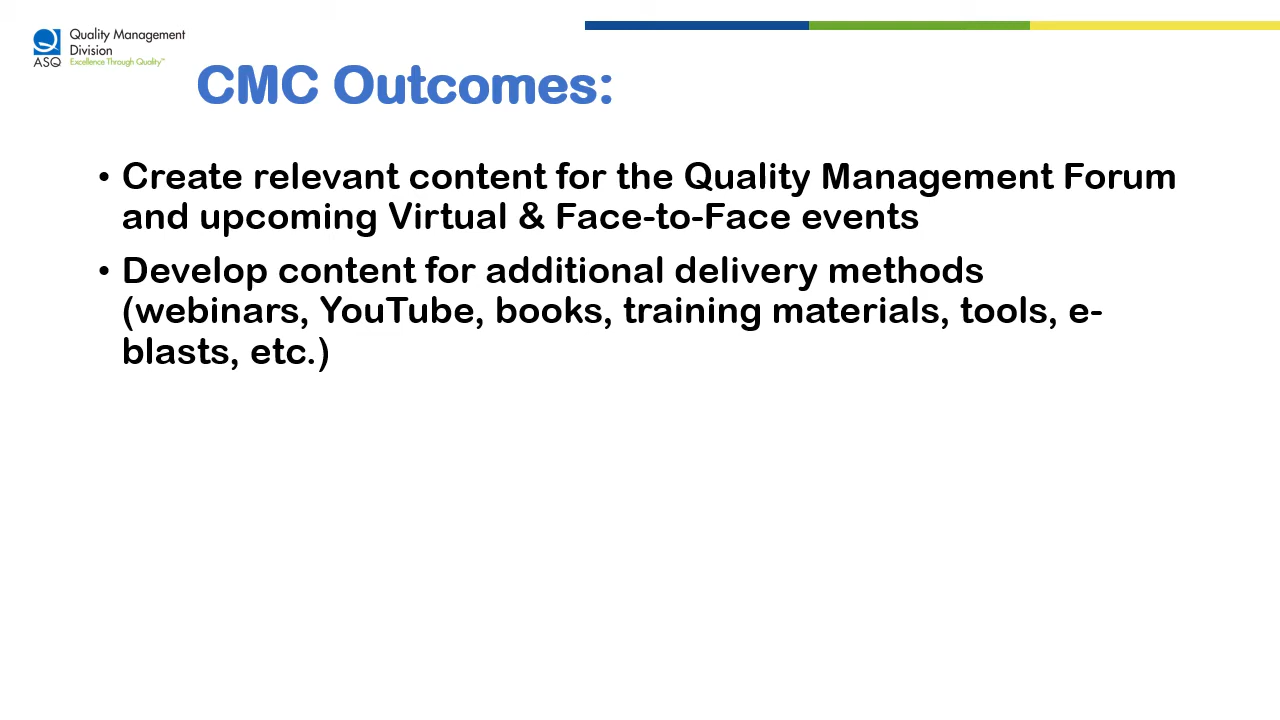 Quality Management
Division
ASQ Excellence Through Quality™
CMC Outcomes:
• Create relevant content for the Quality Management Forum
and upcoming Virtual & Face-to-Face events
• Develop content for additional delivery methods
(webinars, YouTube, books, training materials, tools, e-
blasts, etc.)